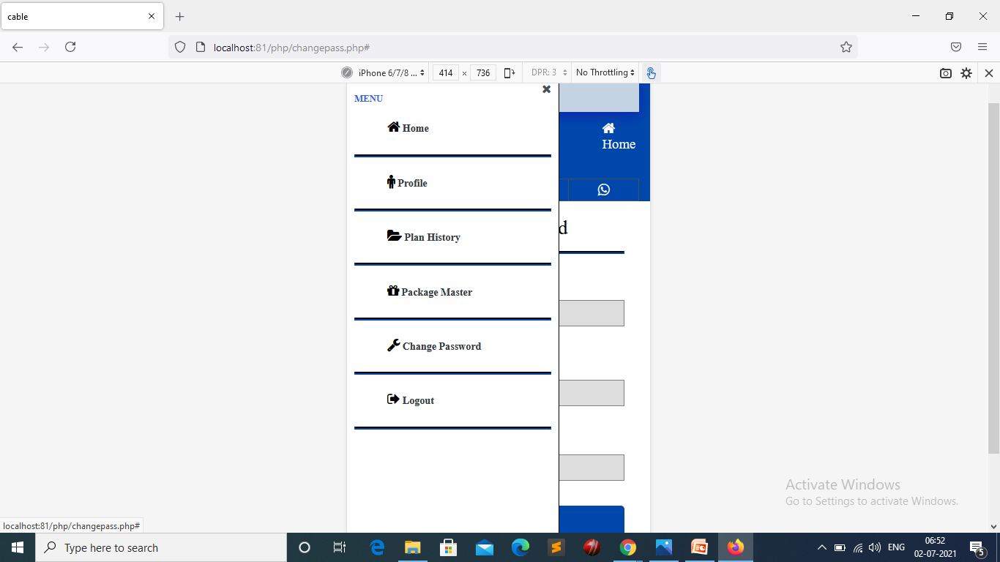 cable
localhost:81/php/changepass.php#
iPhone 6/7/8 ... 414 × 736 DPR: 3 No Throttling
MENU
Home
Profile
Plan History
Package Master
Change Password
Logout
Home
d
Activate Windows
Go to Settings to activate Windows.
localhost:81/php/changepass.php#
Type here to search
ENG
06:52
02-07-2021
5